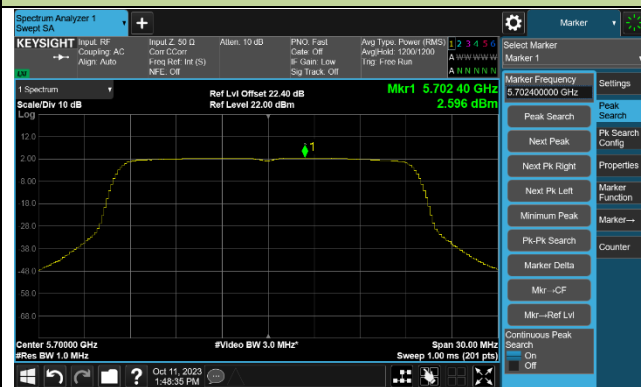 Spectrum Analyzer 1
Swept SA
+
Marker
KEYSIGHT
Input: RF
Coupling: AC
Align: Auto
Input Z: 50 Ω
Corr CCorr
Freq Ref: Int (S)
NFE: Off
Atten: 10 dB
PNO: Fast
Gate: Off
IF Gain: Low
Sig Track: Off
Avg Type: Power (RMS)
Avg|Hold: 1200/1200
Trig: Free Run
1 2 3 4 5 6
A W W W W W
A N N N N N
LXI
Select Marker
Marker 1
1 Spectrum
Scale/Div 10 dB
Log
Ref Lvl Offset 22.40 dB
Ref Level 22.00 dBm
Mkr1 5.702 40 GHz
2.596 dBm
12.0
2.00
-8.00
-18.0
-28.0
-38.0
-48.0
-58.0
-68.0
1
Center 5.70000 GHz
#Res BW 1.0 MHz
#Video BW 3.0 MHz*
Span 30.00 MHz
Sweep 1.00 ms (201 pts)
Marker Frequency
5.702400000 GHz
Peak Search
Next Peak
Next Pk Right
Next Pk Left
Minimum Peak
Pk-Pk Search
Marker Delta
Mkr→CF
Mkr→Ref Lvl
Continuous Peak
Search
On
Off
Settings
Peak
Search
Pk Search
Config
Properties
Marker
Function
Marker→
Counter
?
Oct 11, 2023
1:48:35 PM